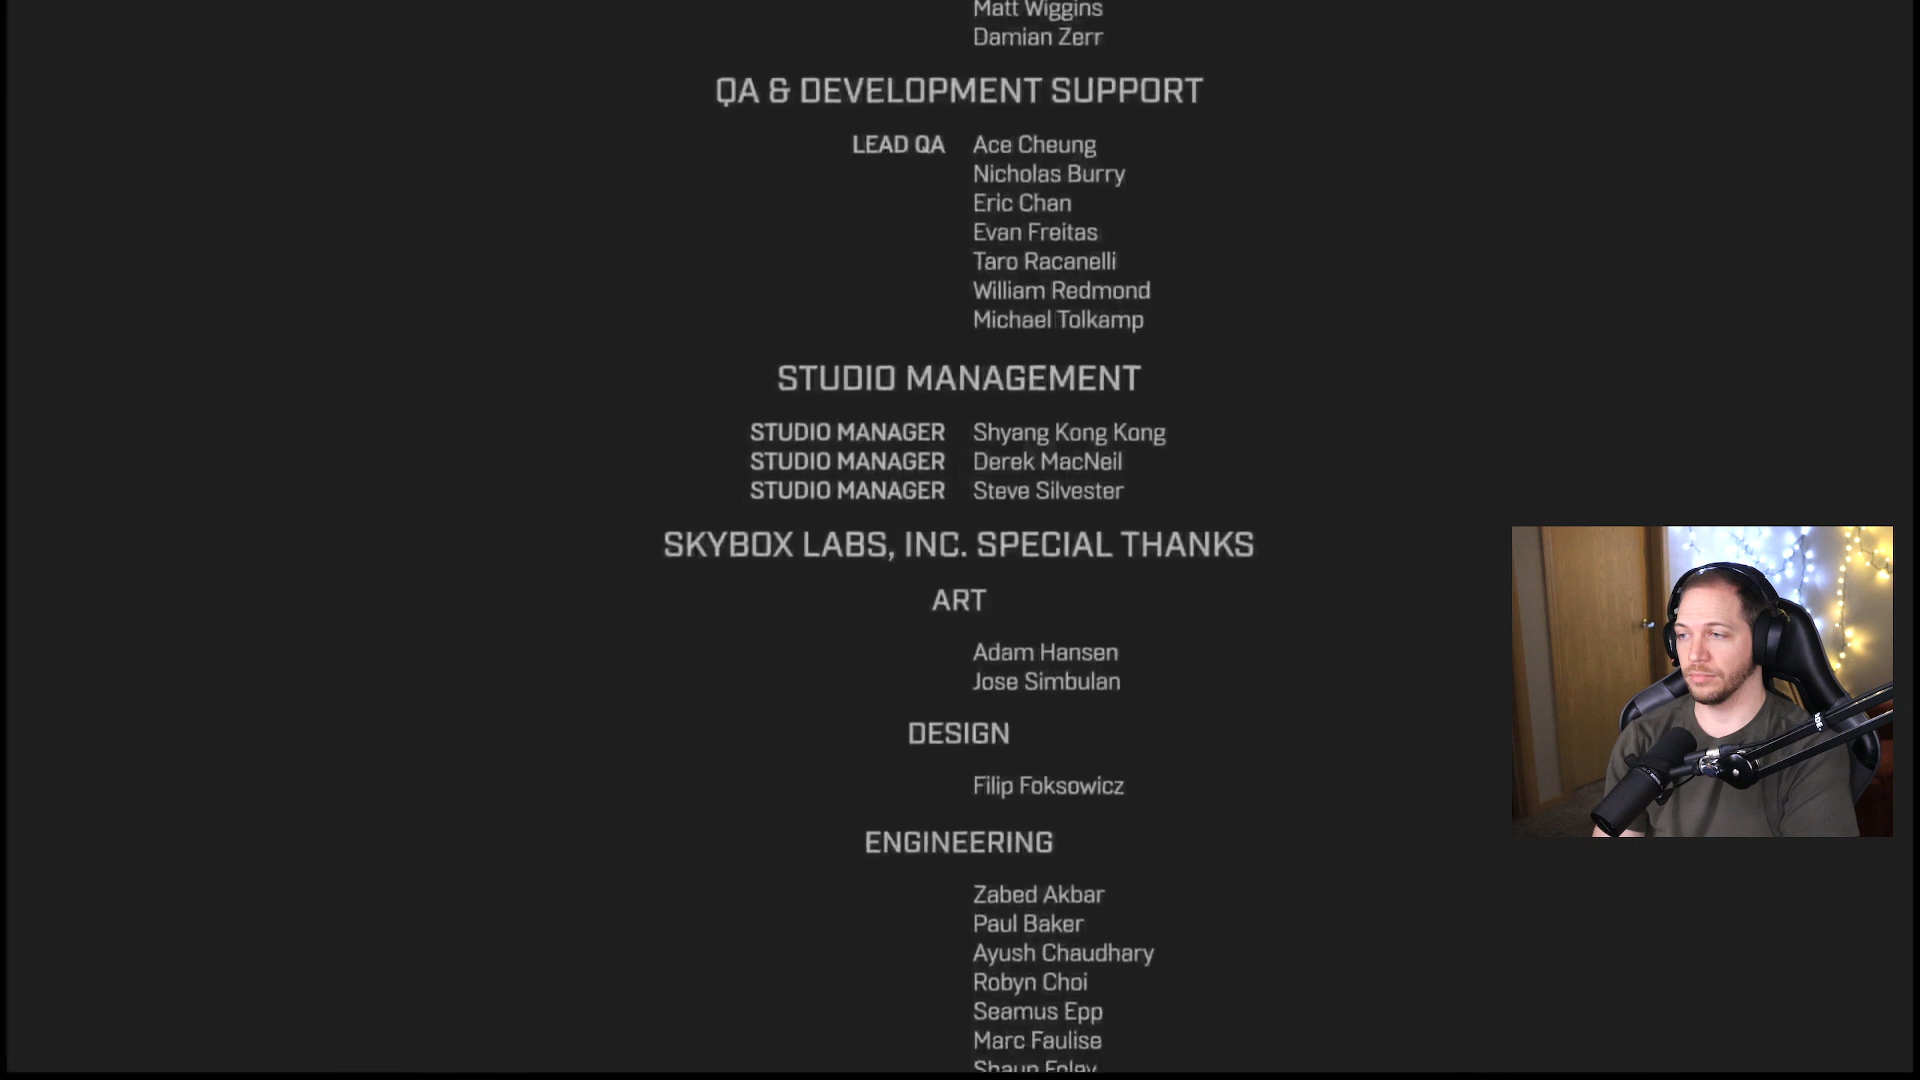 Matt Wiggins
Damian Zerr
QA & DEVELOPMENT SUPPORT
LEAD QA Ace Cheung
Nicholas Burry
Eric Chan
Evan Freitas
Taro Racanelli
William Redmond
Michael Tolkamp
STUDIO MANAGEMENT
STUDIO MANAGER Shyang Kong Kong
STUDIO MANAGER Derek MacNeil
STUDIO MANAGER Steve Silvester
SKYBOX LABS, INC. SPECIAL THANKS
ART
Adam Hansen
Jose Simbulan
DESIGN
Filip Foksowicz
ENGINEERING
Zabed Akbar
Paul Baker
Ayush Chaudhary
Robyn Choi
Seamus Epp
Marc Faulise
Shaun Foley